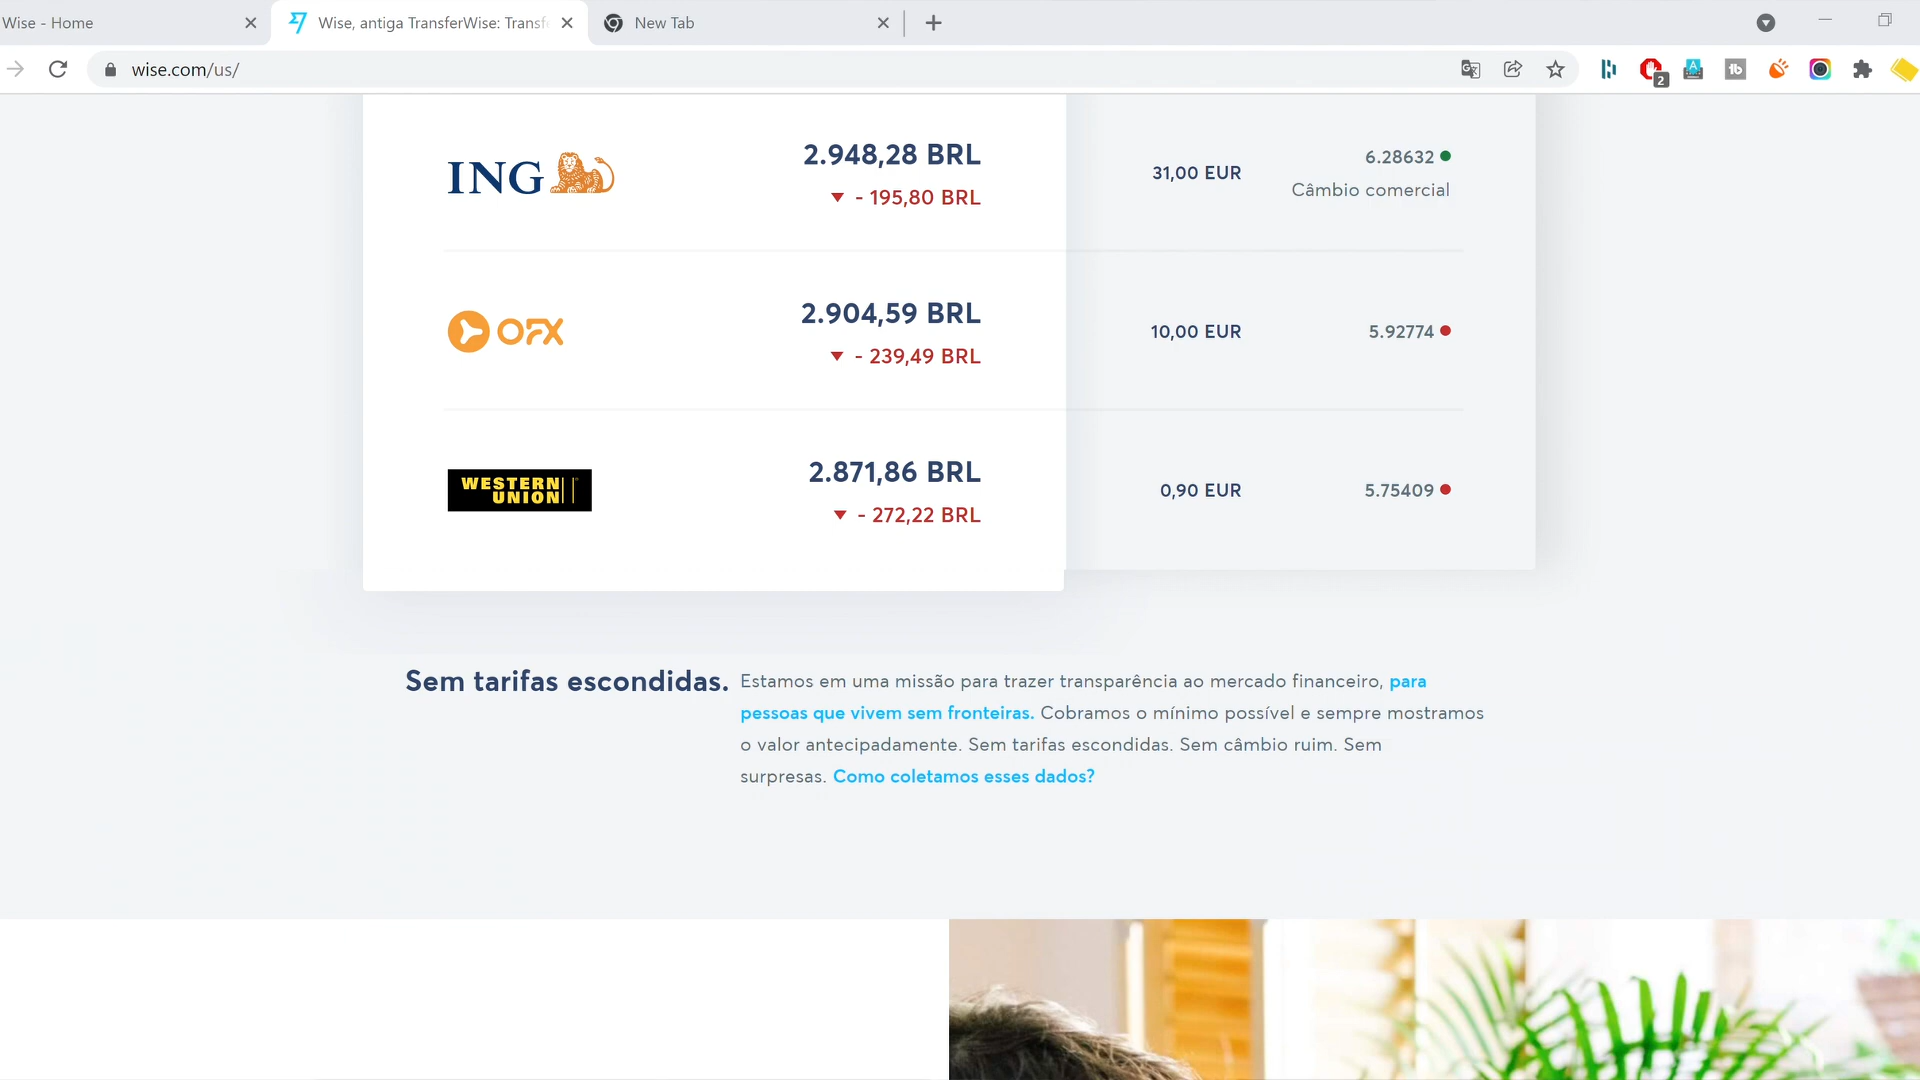 Wise - Home
Wise, antiga TransferWise: Transf
New Tab
wise.com/us/
2
ING
2.948,28 BRL
- 195,80 BRL
31,00 EUR
6.28632
Câmbio comercial
OFX
2.904,59 BRL
- 239,49 BRL
10,00 EUR
5.92774
WESTERN
UNION
2.871,86 BRL
- 272,22 BRL
0,90 EUR
5.75409
Sem tarifas escondidas.
Estamos em uma missão para trazer transparência ao mercado financeiro, para
pessoas que vivem sem fronteiras. Cobramos o mínimo possível e sempre mostramos
o valor antecipadamente. Sem tarifas escondidas. Sem câmbio ruim. Sem
surpresas. Como coletamos esses dados?